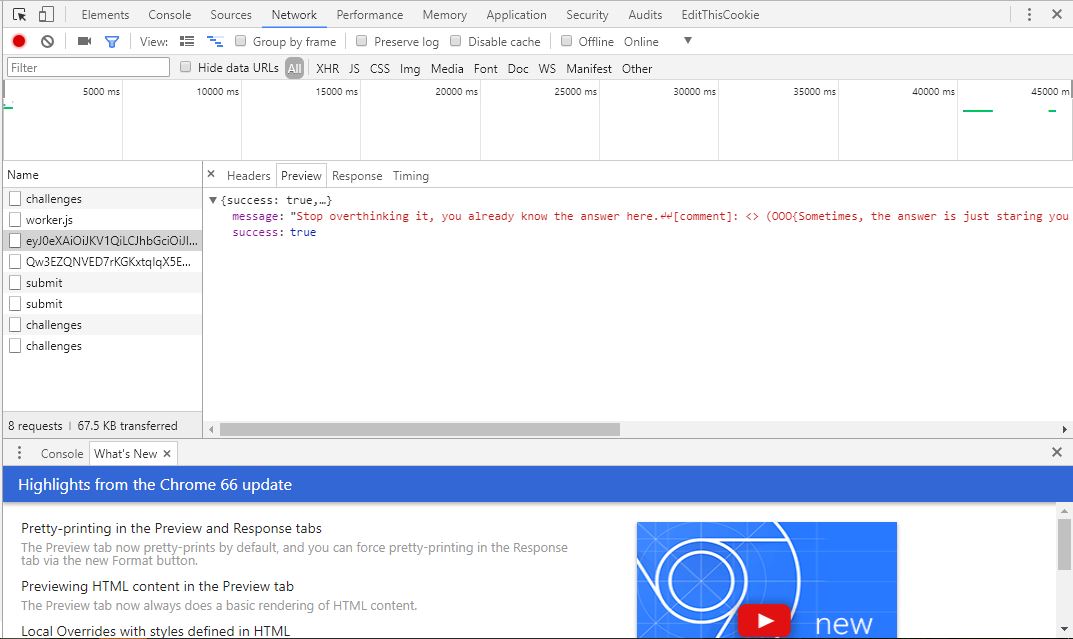 Elements Console Sources Network Performance Memory Application Security Audits EditThisCookie
View: Group by frame Preserve log Disable cache Offline Online
Filter Hide data URLs All XHR JS CSS Img Media Font Doc WS Manifest Other
5000 ms 10000 ms 15000 ms 20000 ms 25000 ms 30000 ms 35000 ms 40000 ms 45000 m
Name
challenges
worker.js
eyJ0eXAiOiJKV1QiLCJhbGciOiJI...
Qw3EZQNVED7rKGKxtqIqX5E...
submit
submit
challenges
challenges
8 requests | 67.5 KB transferred
× Headers Preview Response Timing
▼{success: true,…}
message: "Stop overthinking it, you already know the answer here.↵↵[comment]: <> (OOO{Sometimes, the answer is just staring you
success: true
Console What's New ×
Highlights from the Chrome 66 update
Pretty-printing in the Preview and Response tabs
The Preview tab now pretty-prints by default, and you can force pretty-printing in the Response
tab via the new Format button.
Previewing HTML content in the Preview tab
The Preview tab now always does a basic rendering of HTML content.
Local Overrides with styles defined in HTML
new